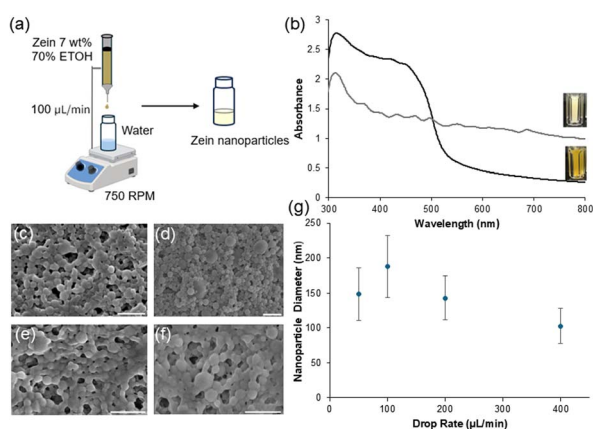 (a)
Zein 7 wt%
70% ETOH
100 µL/min
Water
750 RPM
Zein nanoparticles
(b)
Absorbance
3
2.5
2
1.5
1
0.5
0
300 400 500 600 700 800
Wavelength (nm)
(c)
(d)
(e)
(f)
(g)
Nanoparticle Diameter (nm)
250
200
150
100
50
0
0 100 200 300 400
Drop Rate (µL/min)